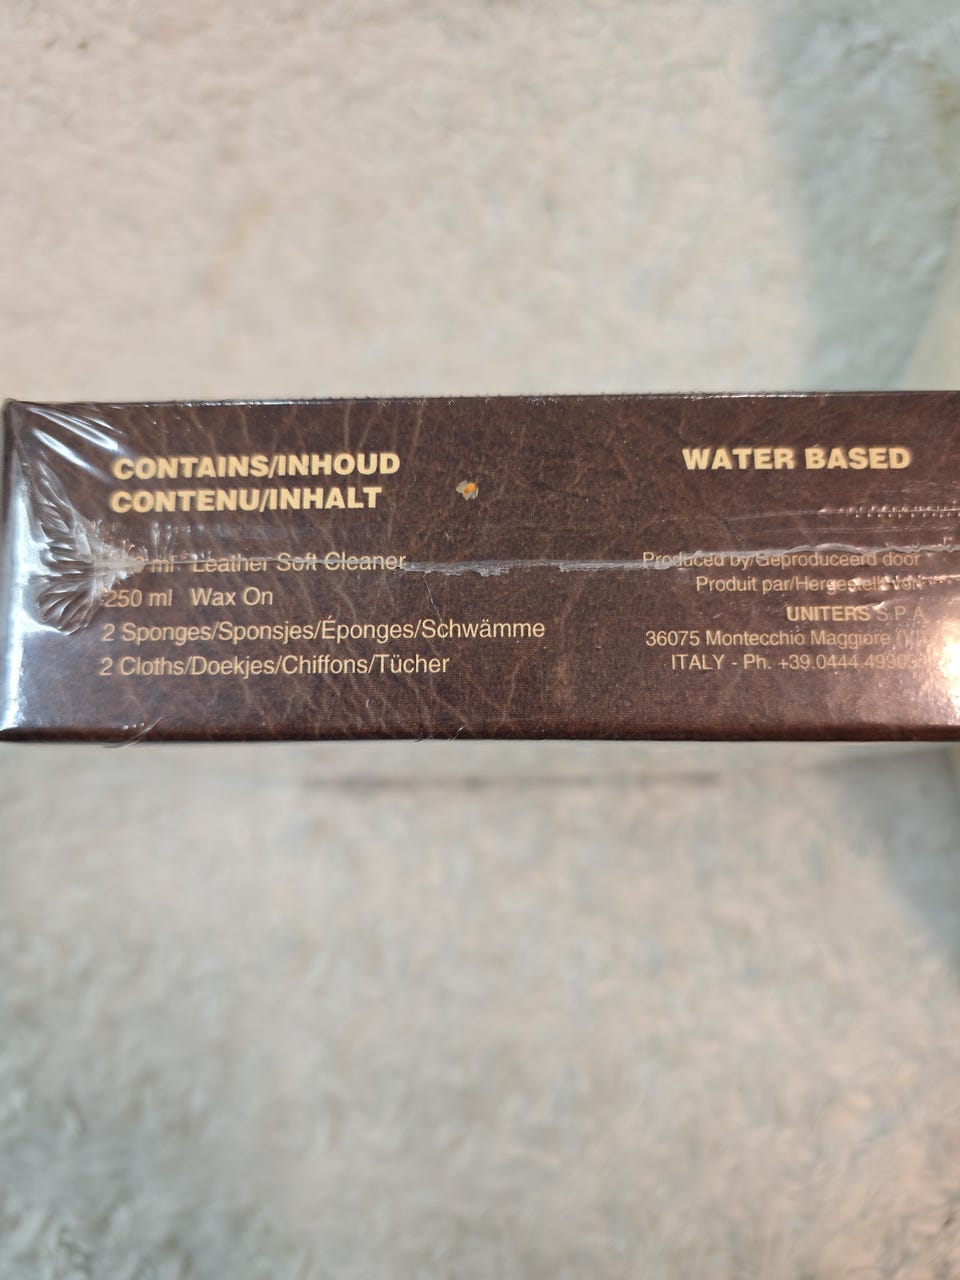 CONTAINS/INHOUD
CONTENU/INHALT
ml Leather Soft Cleaner
250 ml Wax On
2 Sponges/Sponsjes/Éponges/Schwämme
2 Cloths/Doekjes/Chiffons/Tücher
WATER BASED
Produced by/Geproduceerd door
Produit par/Hergestellt von
UNITERS S.P.A.
36075 Montecchio Maggiore (VI)
ITALY - Ph. +39.0444